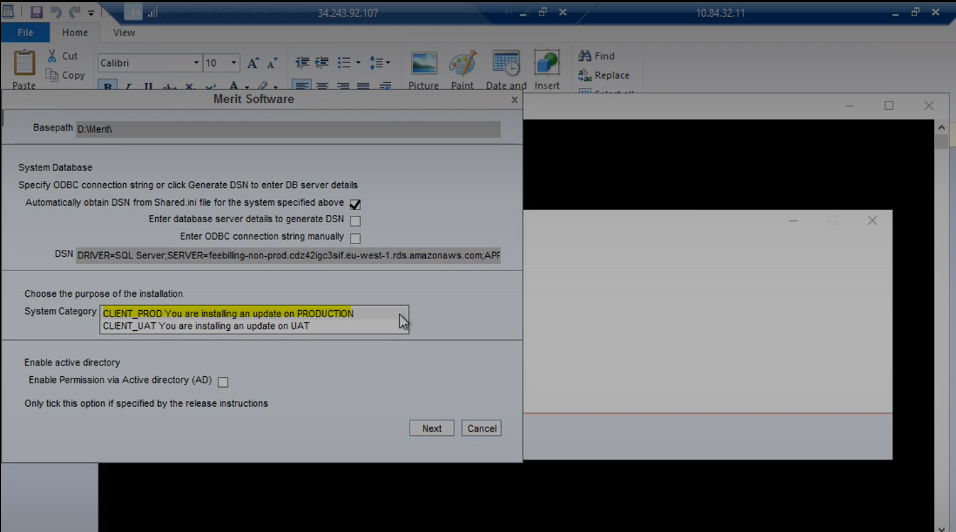 34.243.92.107
10.84.32.11
File Home View
Cut
Copy
Paste
Calibri 10
Find
Replace
Select all
Picture Paint Date and Insert
Merit Software
Basepath D:\Merit\
System Database
Specify ODBC connection string or click Generate DSN to enter DB server details
Automatically obtain DSN from Shared.ini file for the system specified above
Enter database server details to generate DSN
Enter ODBC connection string manually
DSN DRIVER=SQL Server;SERVER=feebilling-non-prod.cdz42igc3sif.eu-west-1.rds.amazonaws.com;APP
Choose the purpose of the installation
System Category CLIENT_PROD You are installing an update on PRODUCTION
CLIENT_UAT You are installing an update on UAT
Enable active directory
Enable Permission via Active directory (AD)
Only tick this option if specified by the release instructions
Next Cancel